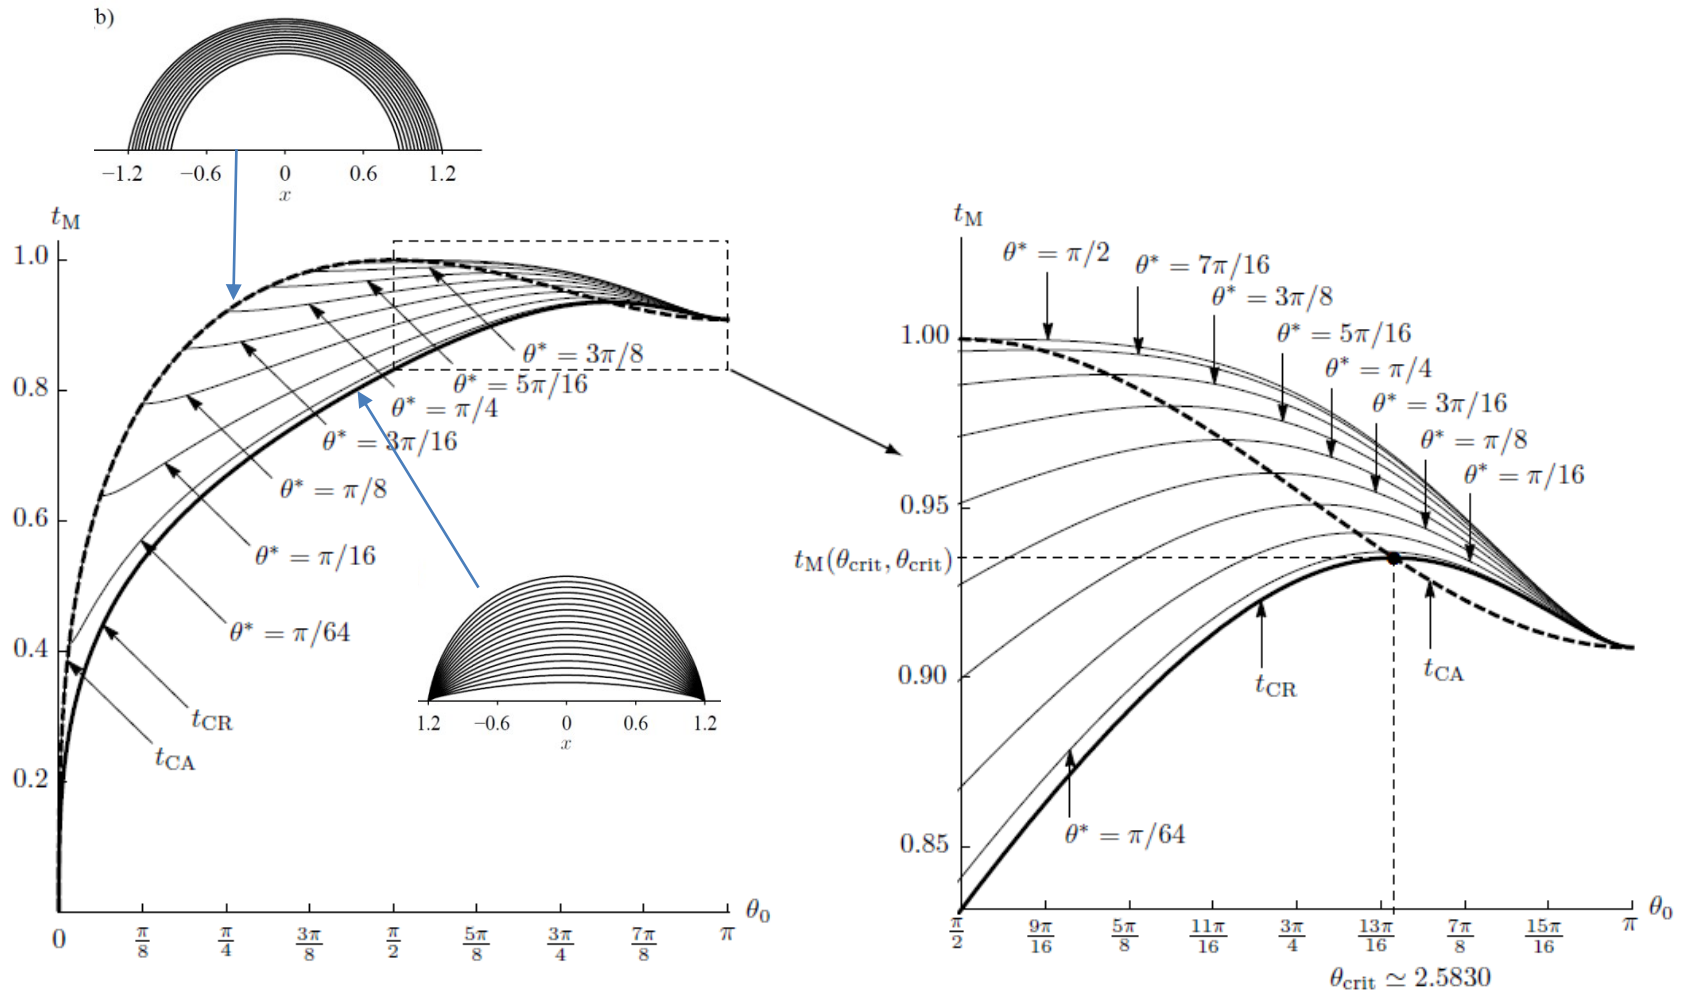 b)
−1.2 −0.6 0 0.6 1.2
x
t_M
1.0
0.8
0.6
0.4
0.2
θ* = 3π/8
θ* = 5π/16
θ* = π/4
θ* = 3π/16
θ* = π/8
θ* = π/16
θ* = π/64
t_CR
t_CA
1.2 −0.6 0 0.6 1.2
x
0 π/8 π/4 3π/8 π/2 5π/8 3π/4 7π/8 π
θ_0
t_M
θ* = π/2
θ* = 7π/16
θ* = 3π/8
θ* = 5π/16
θ* = π/4
θ* = 3π/16
θ* = π/8
θ* = π/16
1.00
0.95
t_M(θ_crit, θ_crit)
0.90
0.85
t_CR
t_CA
θ* = π/64
π/2 9π/16 5π/8 11π/16 3π/4 13π/16 7π/8 15π/16 π
θ_0
θ_crit ≃ 2.5830